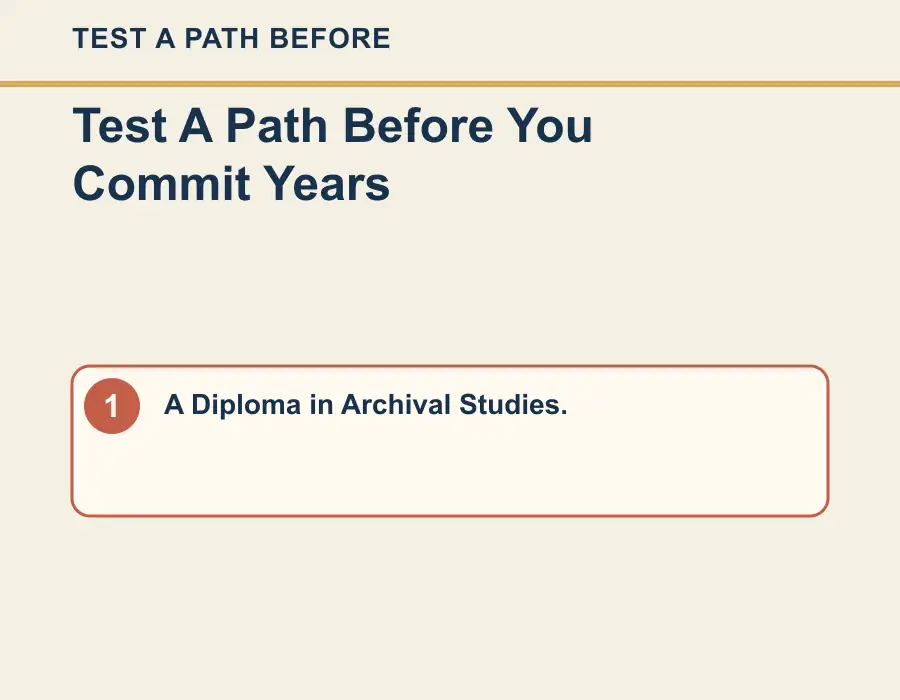 TEST A PATH BEFORE
Test A Path Before You
Commit Years
1
A Diploma in Archival Studies.